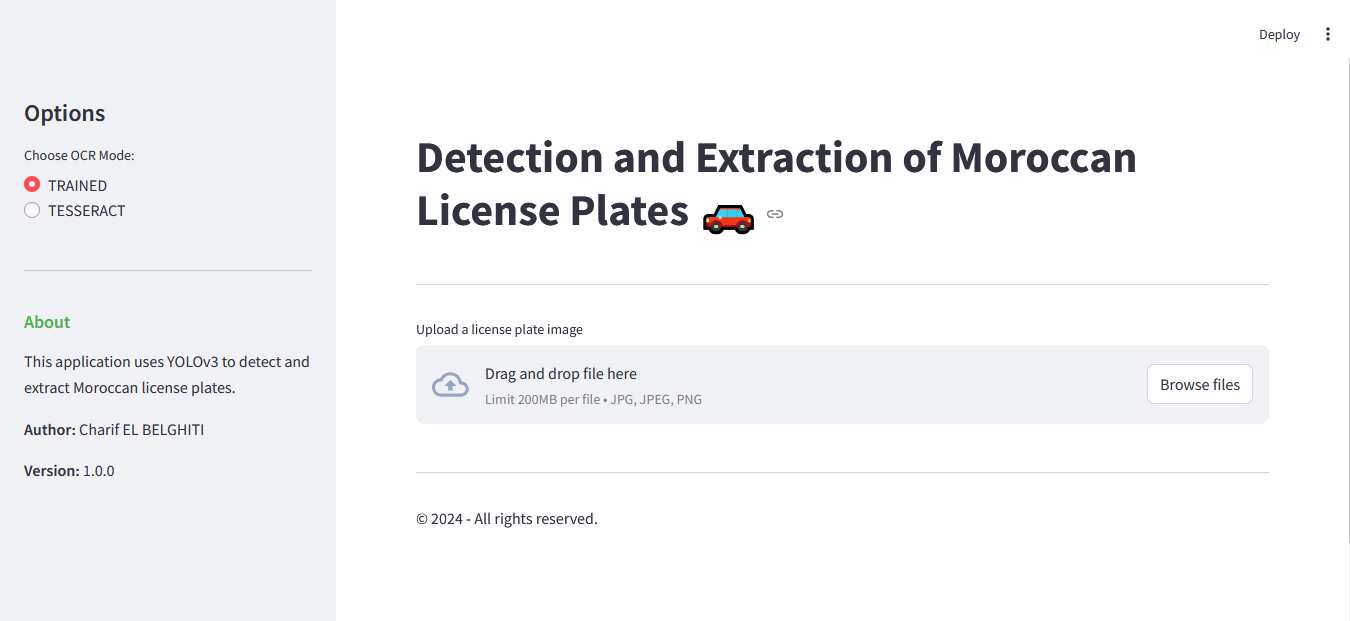 Deploy
Options
Choose OCR Mode:
TRAINED
TESSERACT
About
This application uses YOLOv3 to detect and
extract Moroccan license plates.
Author: Charif EL BELGHITI
Version: 1.0.0
Detection and Extraction of Moroccan
License Plates 🚗
Upload a license plate image
Drag and drop file here
Limit 200MB per file • JPG, JPEG, PNG
Browse files
© 2024 - All rights reserved.